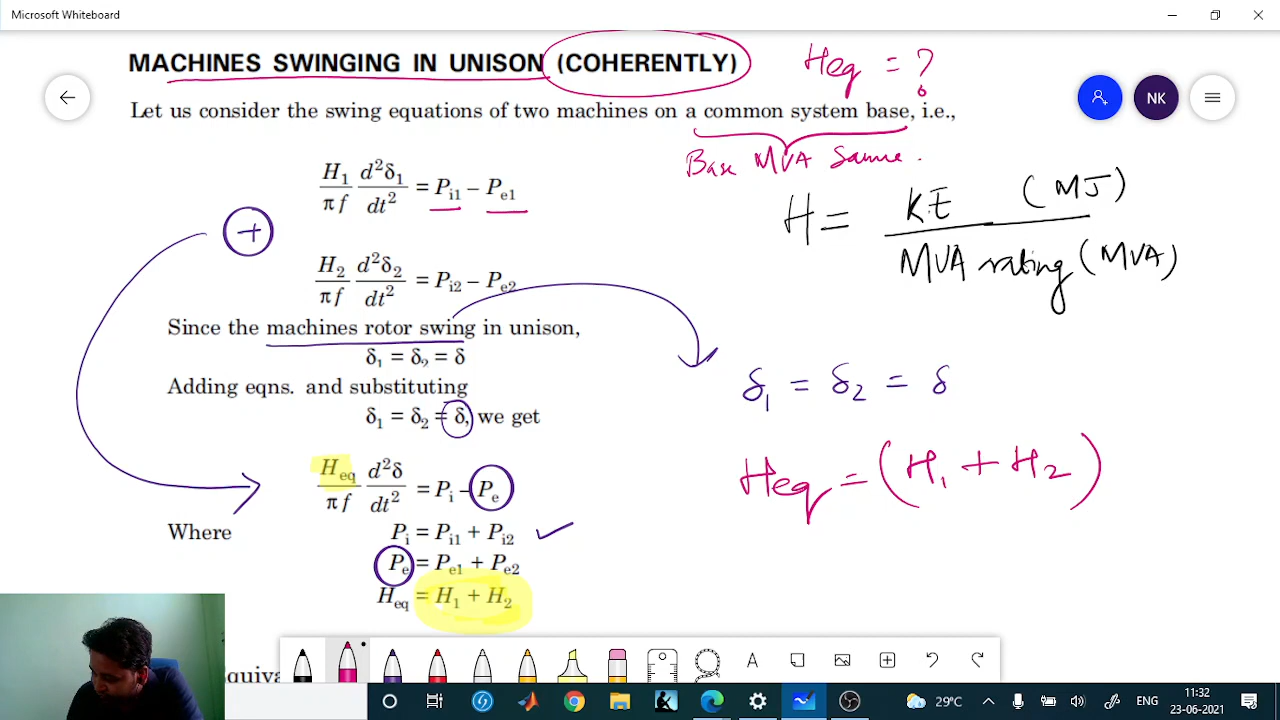 Microsoft Whiteboard
MACHINES SWINGING IN UNISON (COHERENTLY)
Heq = ?
Let us consider the swing equations of two machines on a common system base, i.e.,
NK
Base MVA Same.
H₁/πf d²δ₁/dt² = Pi1 – Pe1
H = KE (MJ) / MVA rating (MVA)
+
H₂/πf d²δ₂/dt² = Pi2 – Pe2
Since the machines rotor swing in unison,
δ₁ = δ₂ = δ
δ₁ = δ₂ = δ
Adding eqns. and substituting
δ₁ = δ₂ = δ, we get
Heq = (H₁ + H₂)
Heq/πf d²δ/dt² = Pi – Pe
Where Pi = Pi1 + Pi2
Pe = Pe1 + Pe2
Heq = H₁ + H₂
quiva
A
29°C
ENG
11:32
23-06-2021